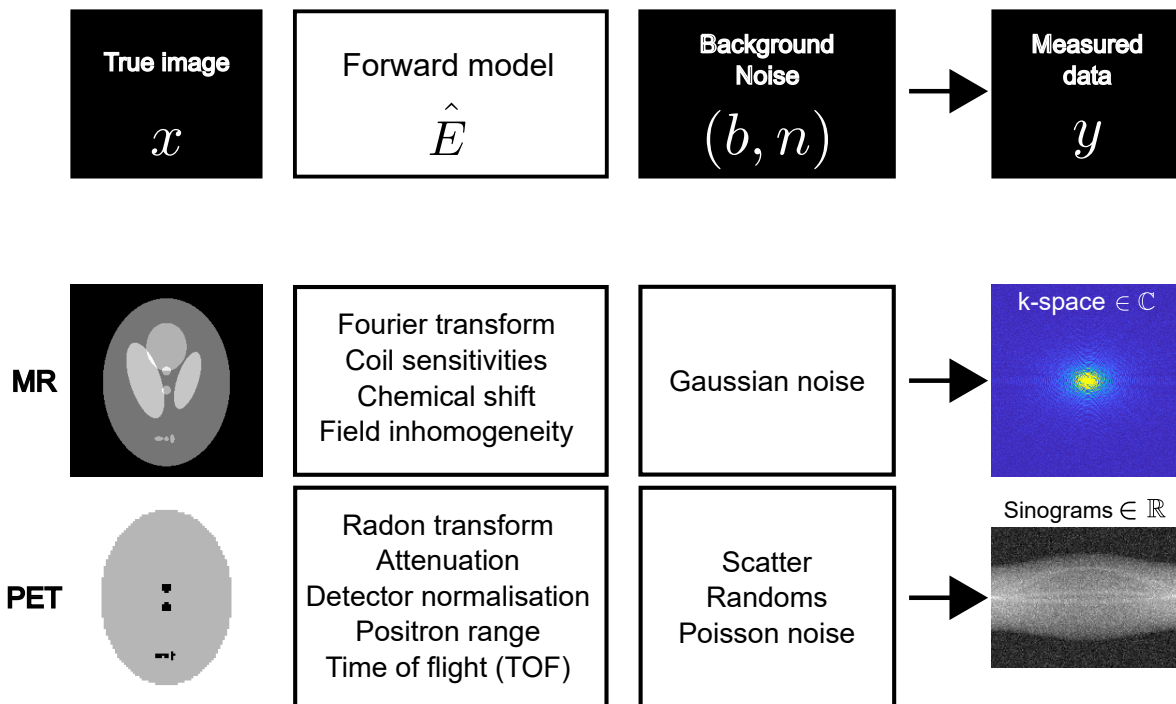 True image
x
Forward model
Ê
Background
Noise
(b, n)
Measured
data
y
MR
Fourier transform
Coil sensitivities
Chemical shift
Field inhomogeneity
Gaussian noise
k-space ∈ ℂ
PET
Radon transform
Attenuation
Detector normalisation
Positron range
Time of flight (TOF)
Scatter
Randoms
Poisson noise
Sinograms ∈ ℝ